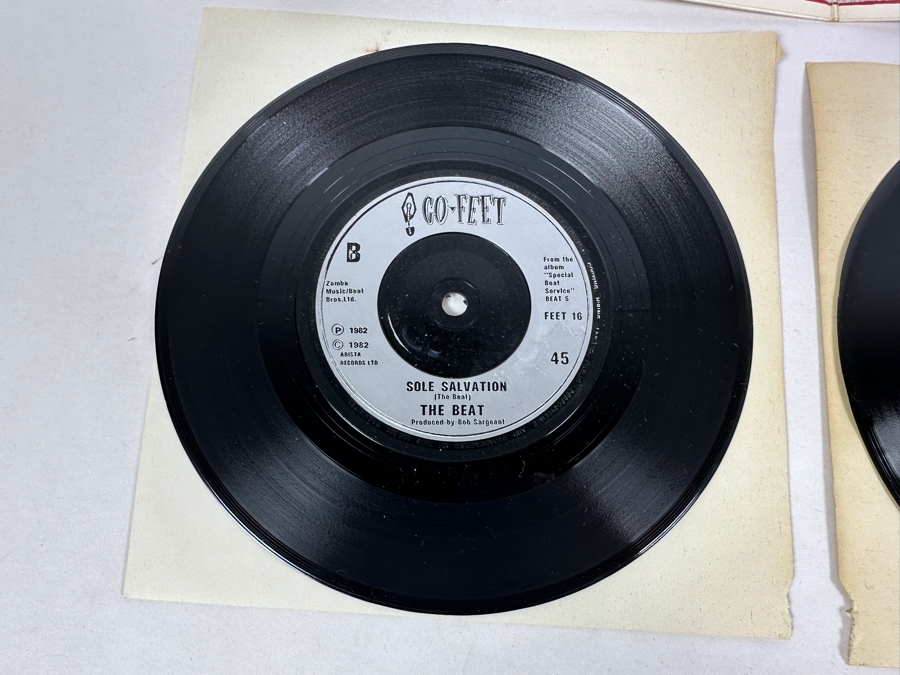 GO-FEET
B
From the
album
"Special
Beat
Service"
BEAT 5
FEET 16
45
Zomba
Music/Beat
Bros.Ltd.
P 1982
C 1982
ARISTA
RECORDS LTD
SOLE SALVATION
(The Beat)
THE BEAT
Produced by Bob Sargeant